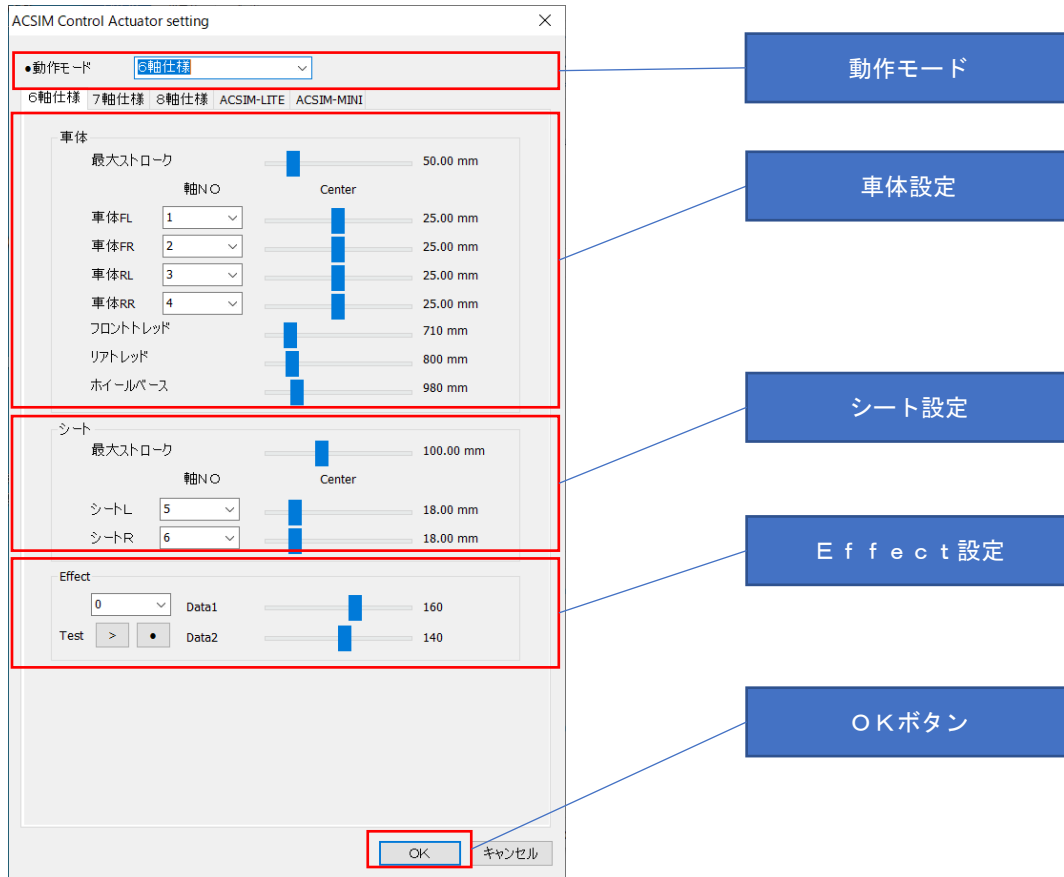 ACSIM Control Actuator setting
●動作モード 6軸仕様
6軸仕様 7軸仕様 8軸仕様 ACSIM-LITE ACSIM-MINI
車体
最大ストローク 50.00 mm
軸NO Center
車体FL 1 25.00 mm
車体FR 2 25.00 mm
車体RL 3 25.00 mm
車体RR 4 25.00 mm
フロントトレッド 710 mm
リアトレッド 800 mm
ホイールベース 980 mm
シート
最大ストローク 100.00 mm
軸NO Center
シートL 5 18.00 mm
シートR 6 18.00 mm
Effect
0 Data1 160
Test > ● Data2 140
OK キャンセル
動作モード
車体設定
シート設定
Effect設定
OKボタン